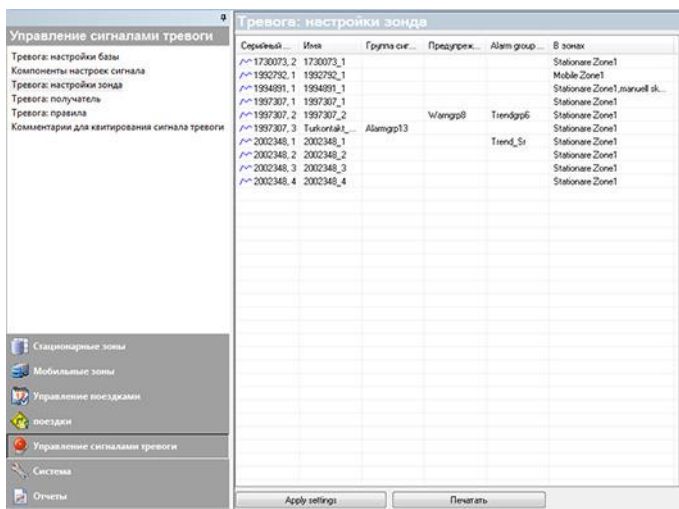 Управление сигналами тревоги
Тревога: настройки базы
Компоненты настроек сигнала
Тревога: настройки зонда
Тревога: получатель
Тревога: правила
Комментарии для квитирования сигнала тревоги
Стационарные зоны
Мобильные зоны
Управление поездками
поездки
Управление сигналами тревоги
Система
Отчеты
Тревога: настройки зонда
Серийный ... Имя Группа сиг... Предупреж... Alarm group ... В зонах
1730073, 2 1730073_1 Stationare Zone1
1992792, 1 1992792_1 Mobile Zone1
1994891, 1 1994891_1 Stationare Zone1,manuell sk...
1997307, 1 1997307_1 Stationare Zone1
1997307, 2 1997307_2 Warngrp8 Trendgrp6 Stationare Zone1
1997307, 3 Turkontakt_... Alarmgrp13 Stationare Zone1
2002348, 1 2002348_1 Trend_Sr Stationare Zone1
2002348, 2 2002348_2 Stationare Zone1
2002348, 3 2002348_3 Stationare Zone1
2002348, 4 2002348_4 Stationare Zone1
Apply settings Печатать